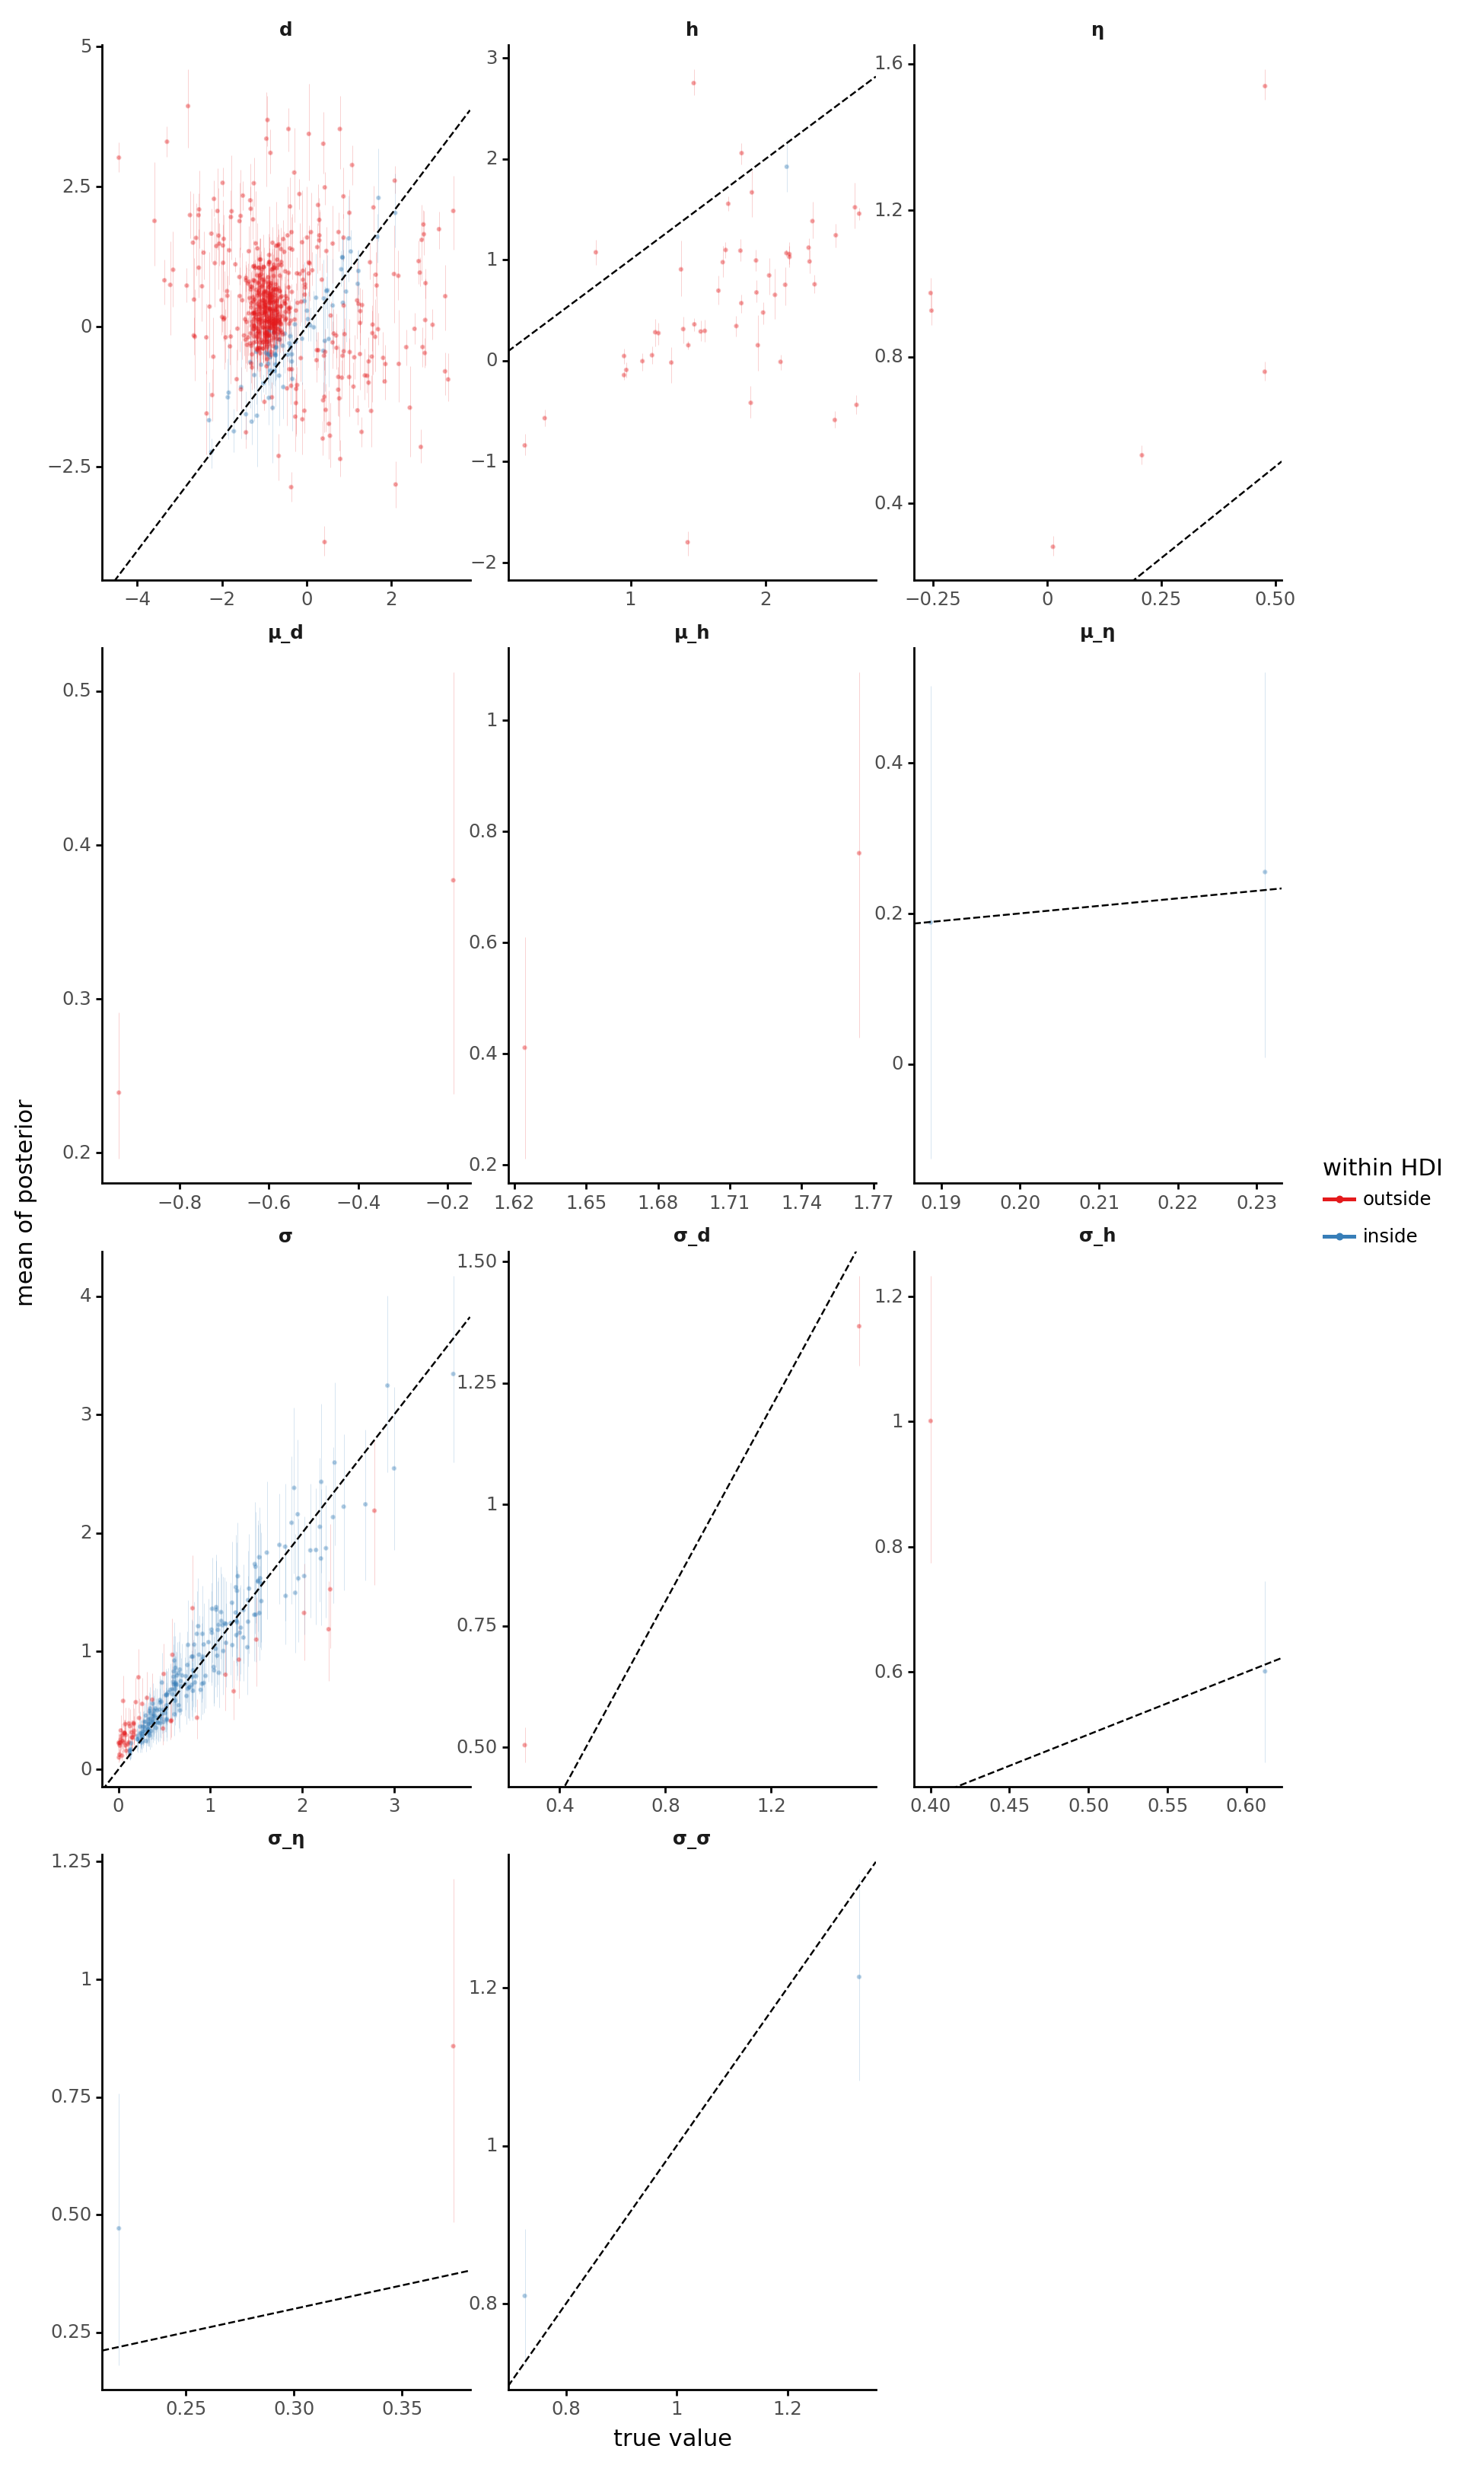 d h η
5
2.5
0
−2.5
−4 −2 0 2
3
2
1
0
−1
−2
1 2
1.6
1.2
0.8
0.4
−0.25 0 0.25 0.50
μ_d μ_h μ_η
0.5
0.4
0.3
0.2
−0.8 −0.6 −0.4 −0.2
1
0.8
0.6
0.4
0.2
1.62 1.65 1.68 1.71 1.74 1.77
0.4
0.2
0
0.19 0.20 0.21 0.22 0.23
σ σ_d σ_h
4
3
2
1
0
0 1 2 3
1.50
1.25
1
0.75
0.50
0.4 0.8 1.2
1.2
1
0.8
0.6
0.40 0.45 0.50 0.55 0.60
σ_η σ_σ
1.25
1
0.75
0.50
0.25
0.25 0.30 0.35
1.2
1
0.8
0.8 1 1.2
true value
mean of posterior
within HDI
outside
inside